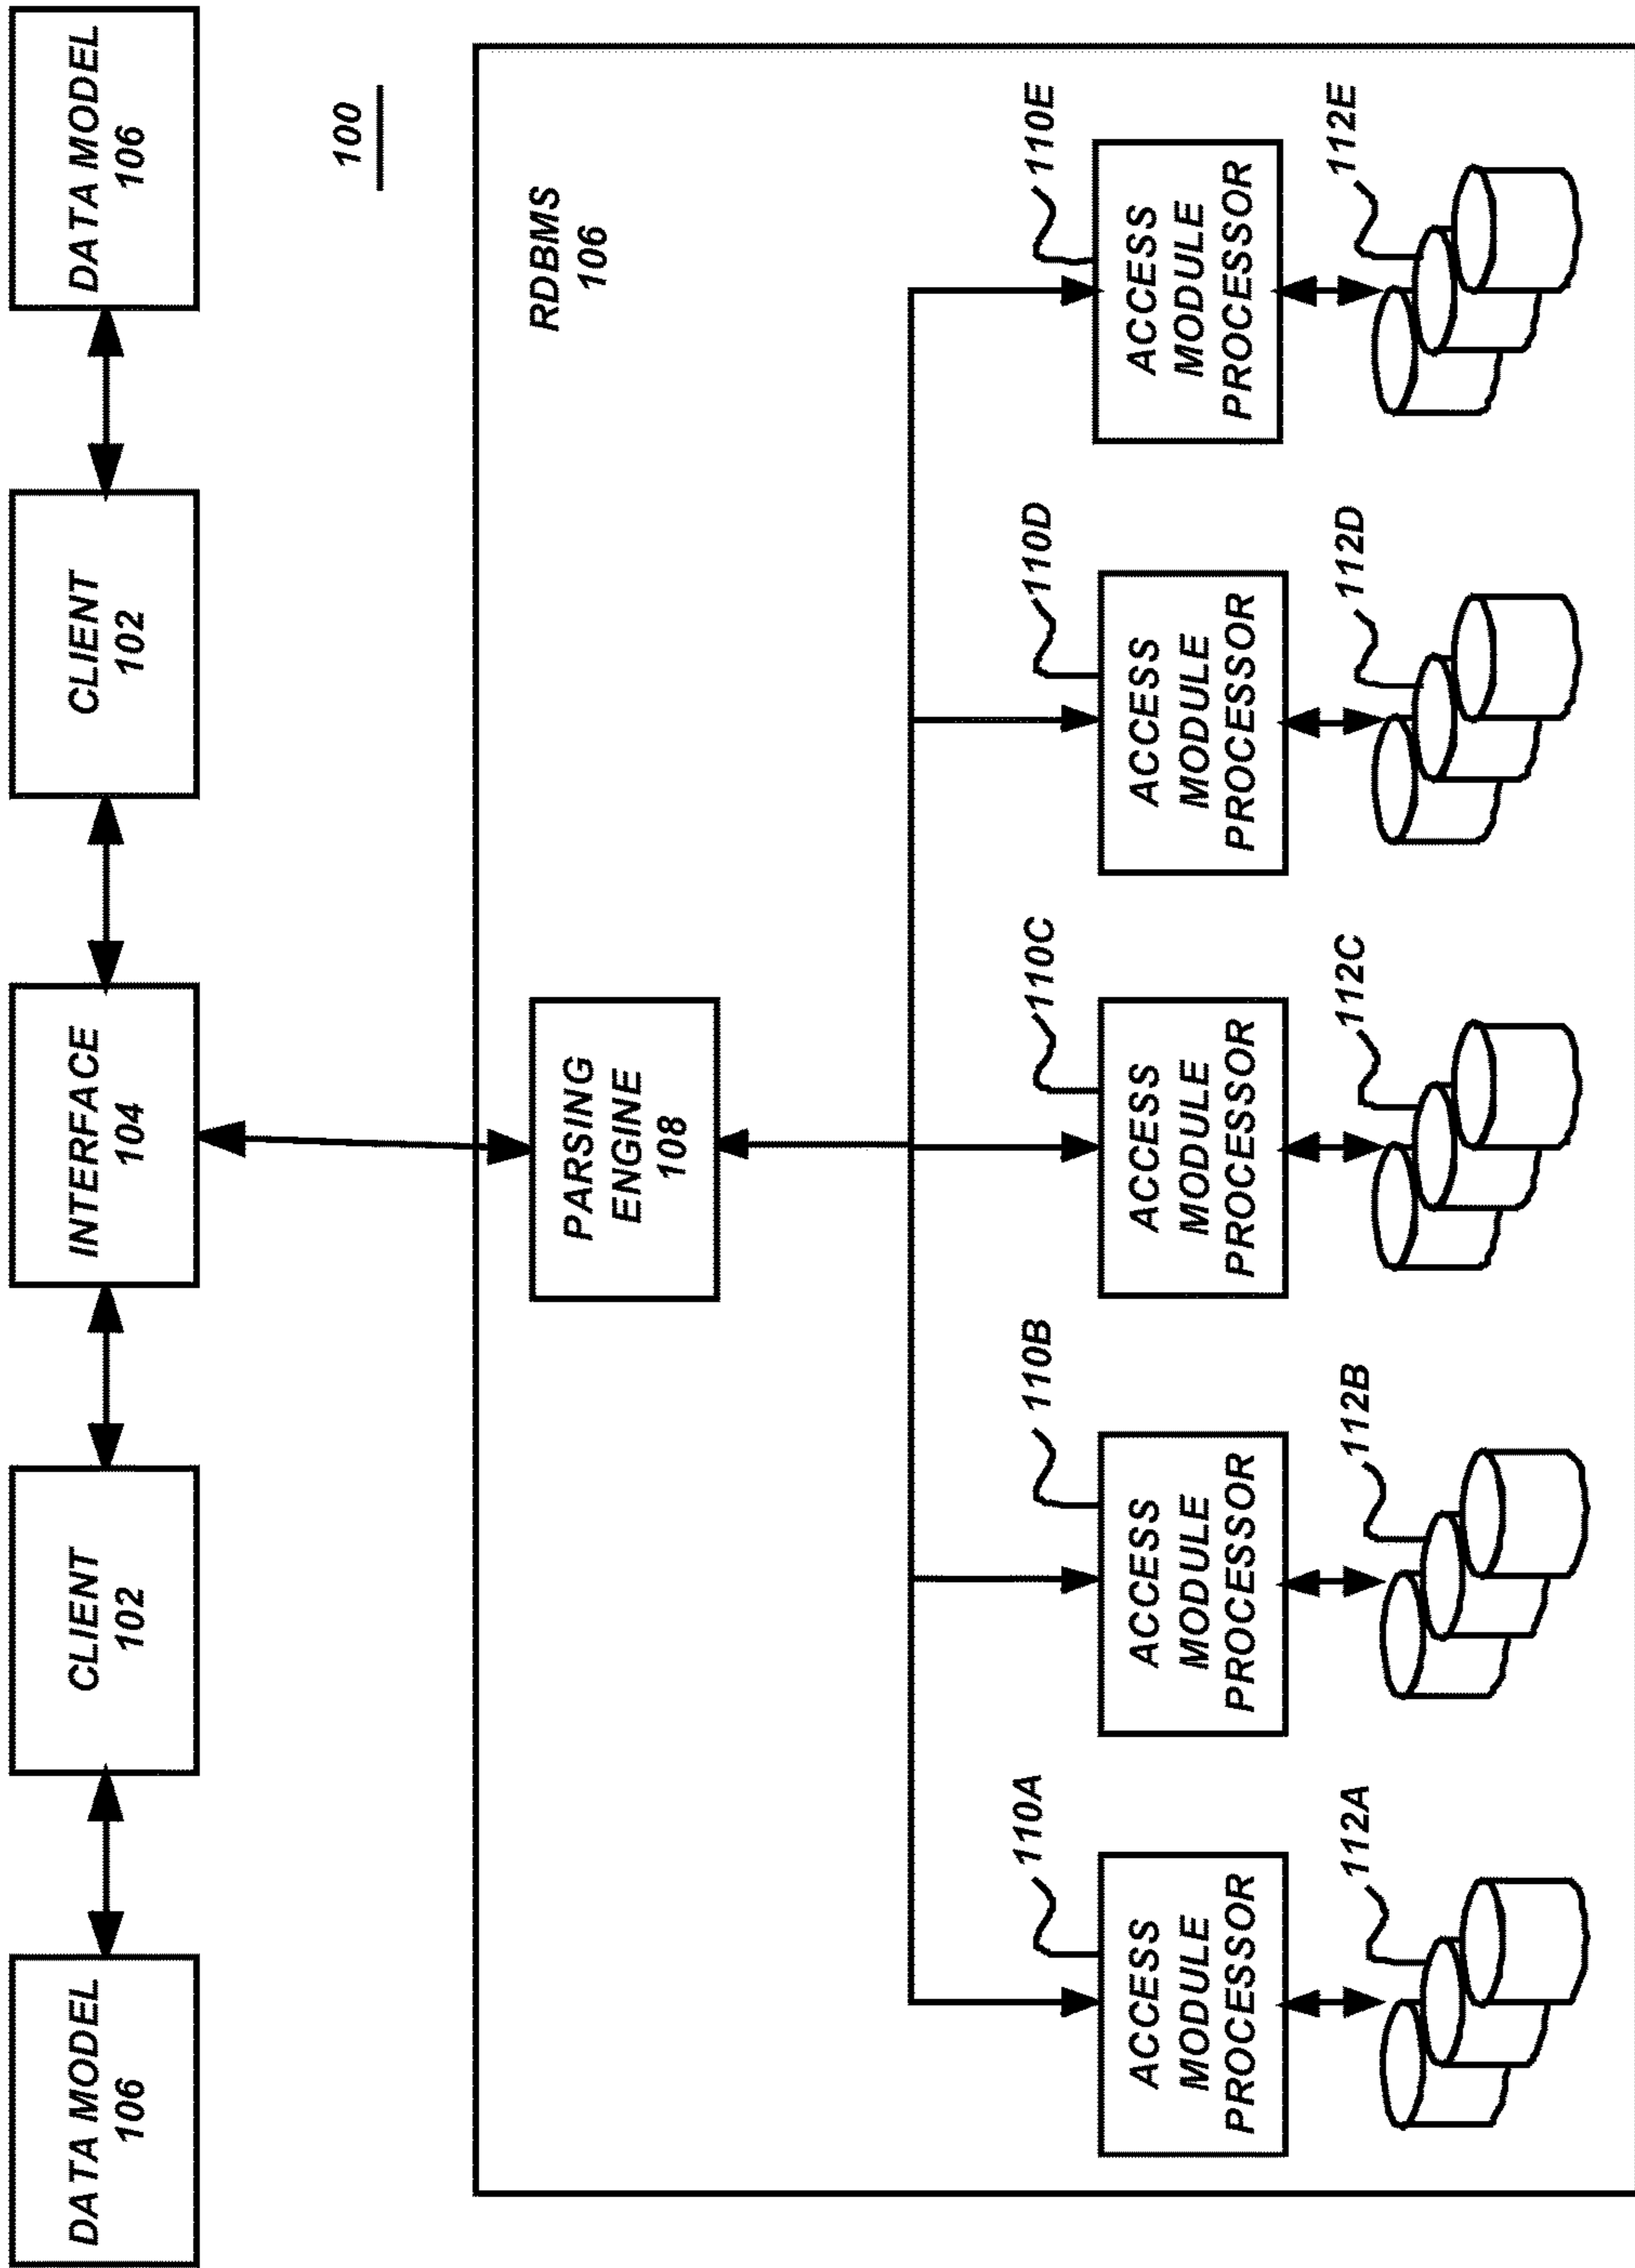 DATA MODEL
106
CLIENT
102
INTERFACE
104
CLIENT
102
DATA MODEL
106
100
RDBMS
106
PARSING
ENGINE
108
110A
110B
110C
110D
110E
ACCESS
MODULE
PROCESSOR
ACCESS
MODULE
PROCESSOR
ACCESS
MODULE
PROCESSOR
ACCESS
MODULE
PROCESSOR
ACCESS
MODULE
PROCESSOR
112A
112B
112C
112D
112E